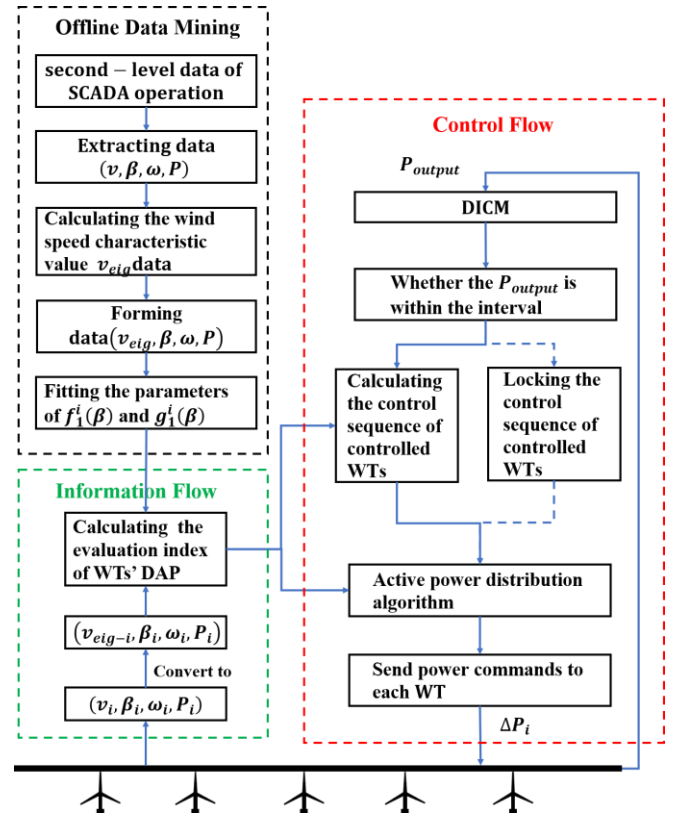 Offline Data Mining
second − level data of
SCADA operation
Extracting data
(v, β, ω, P)
Calculating the wind
speed characteristic
value v_eig data
Forming
data(v_eig, β, ω, P)
Fitting the parameters
of f_1^i(β) and g_1^i(β)
Information Flow
Calculating the
evaluation index
of WTs' DAP
(v_eig−i, β_i, ω_i, P_i)
Convert to
(v_i, β_i, ω_i, P_i)
Control Flow
P_output
DICM
Whether the P_output is
within the interval
Calculating
the control
sequence of
controlled
WTs
Locking the
control
sequence of
controlled
WTs
Active power distribution
algorithm
Send power commands to
each WT
ΔP_i